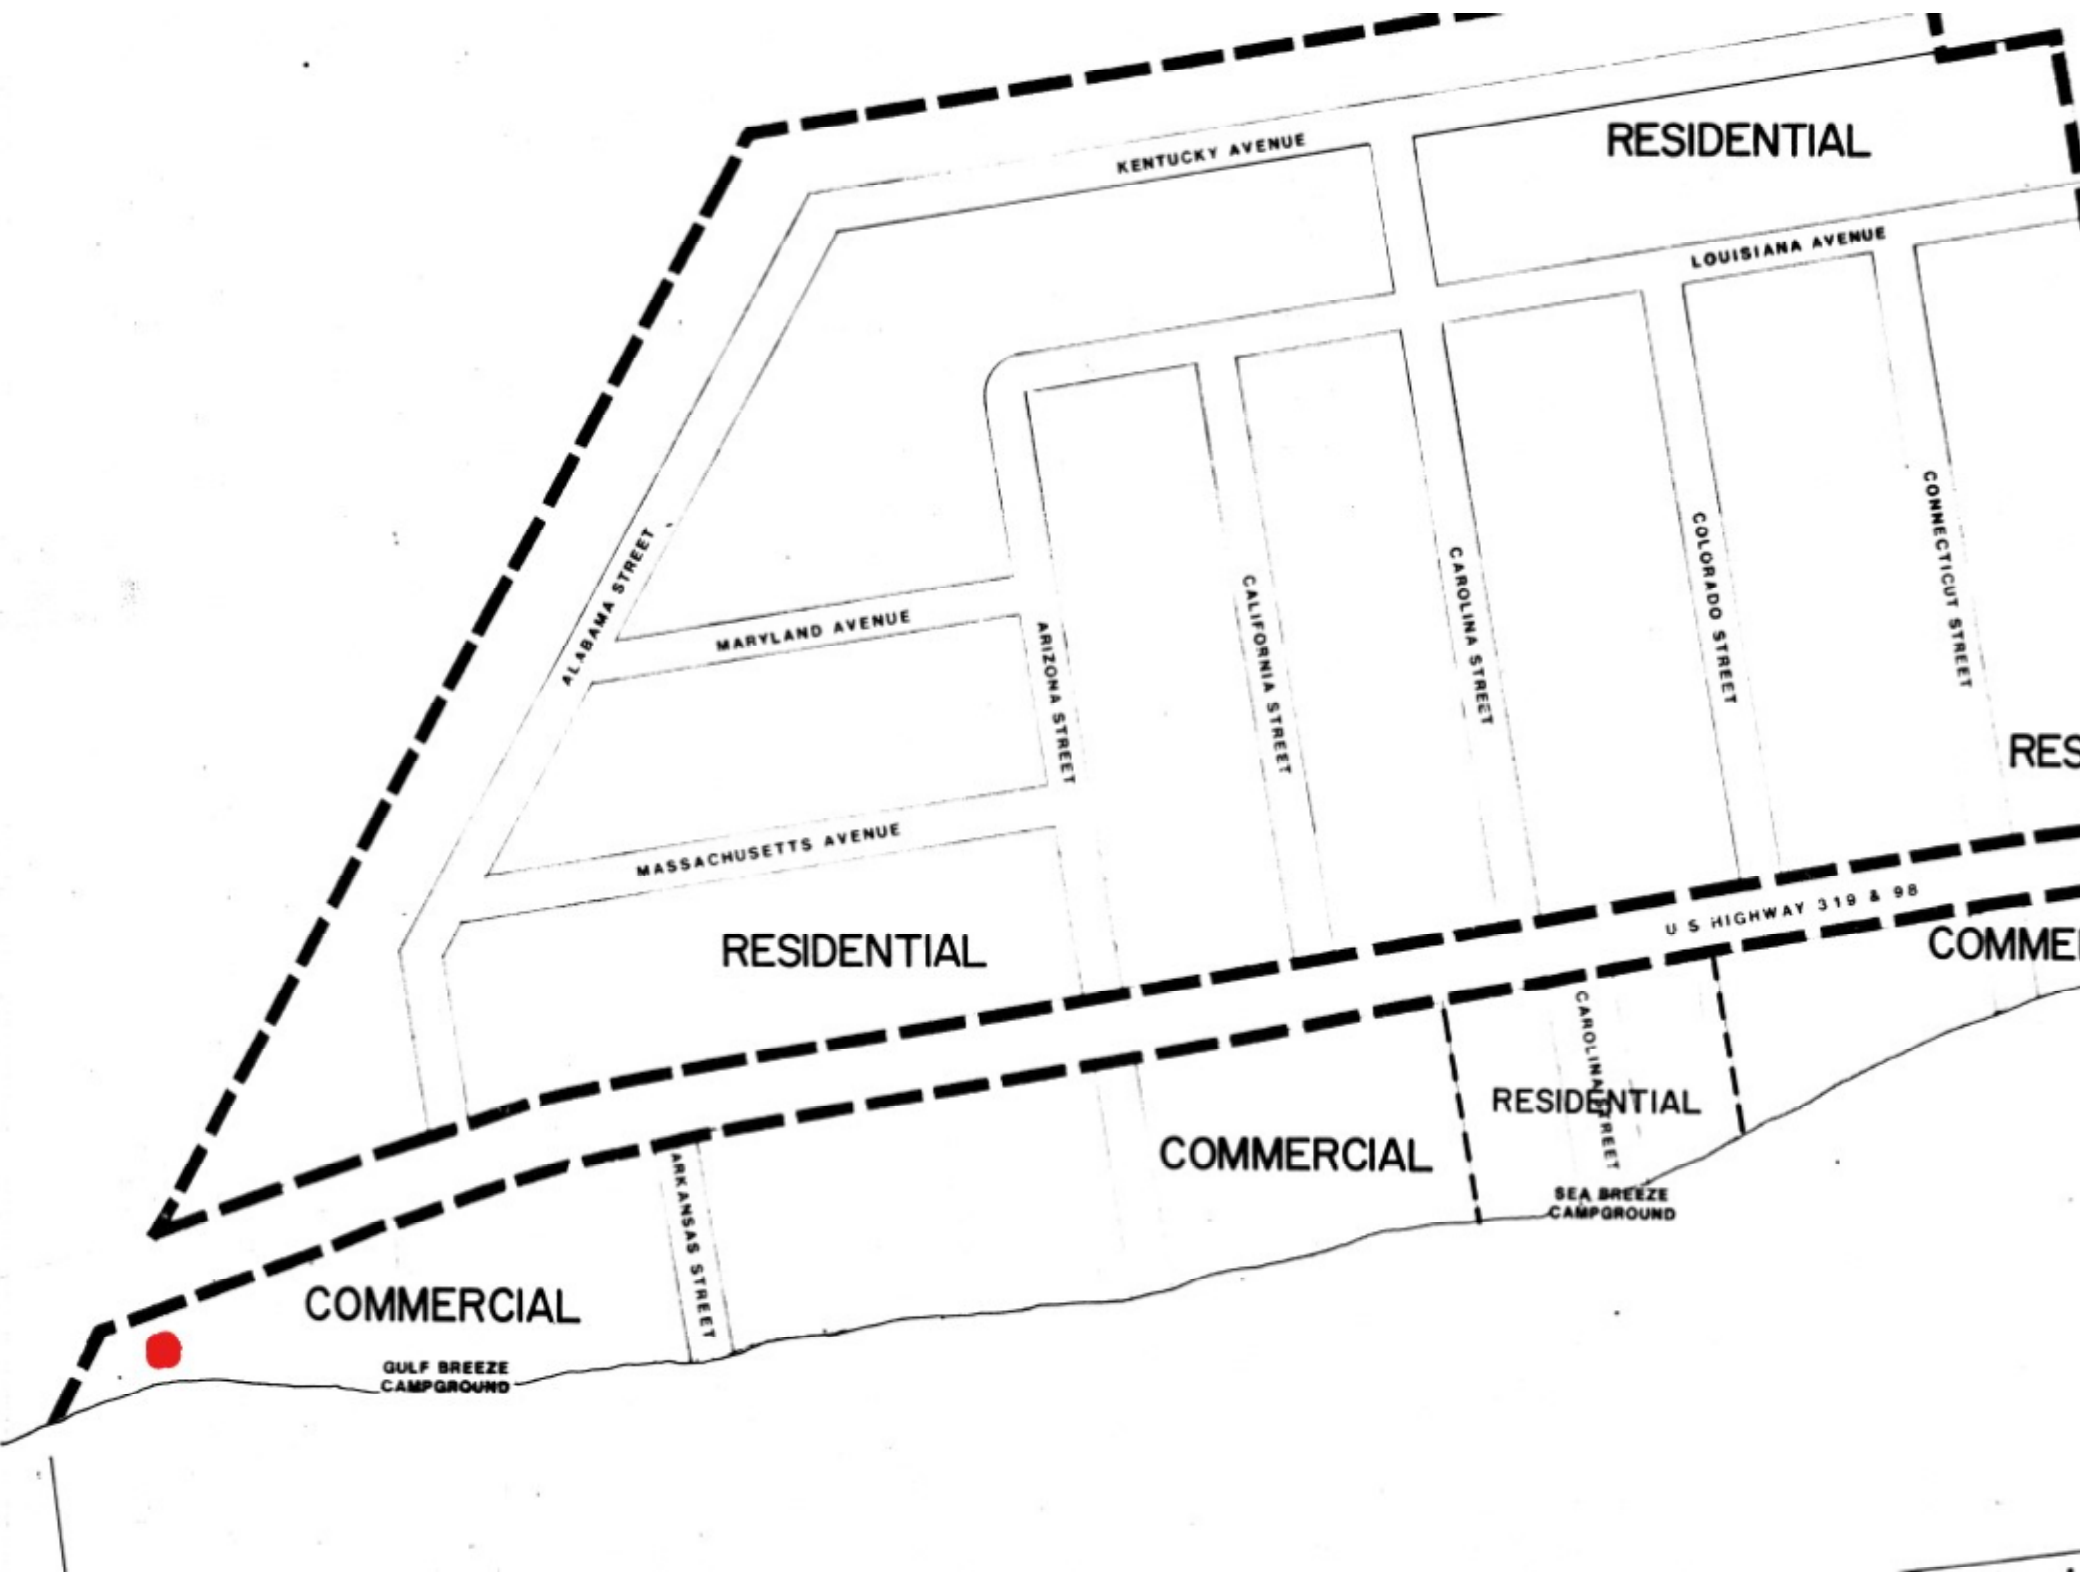 KENTUCKY AVENUE
RESIDENTIAL
LOUISIANA AVENUE
ALABAMA STREET
MARYLAND AVENUE
ARIZONA STREET
CALIFORNIA STREET
CAROLINA STREET
COLORADO STREET
CONNECTICUT STREET
RES
MASSACHUSETTS AVENUE
RESIDENTIAL
U S HIGHWAY 319 & 98
COMME
CAROLINA STREET
RESIDENTIAL
COMMERCIAL
ARKANSAS STREET
SEA BREEZE
CAMPGROUND
COMMERCIAL
GULF BREEZE
CAMPGROUND